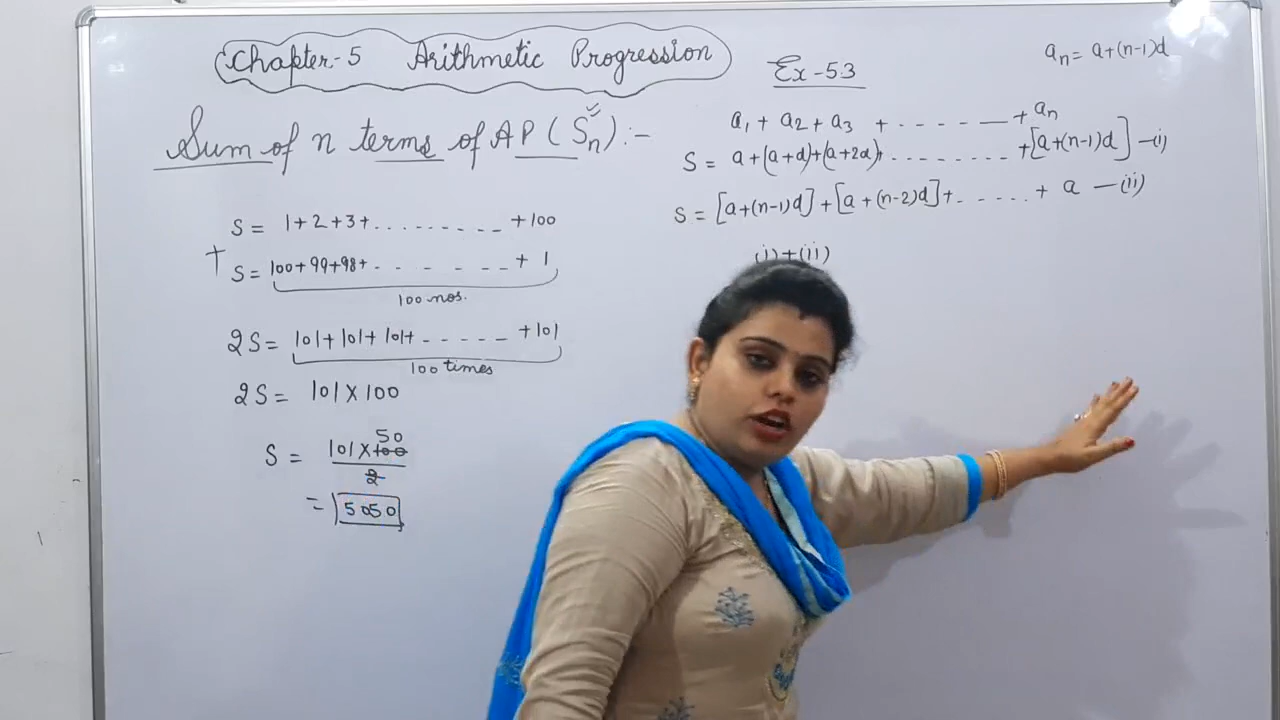 Chapter-5 Arithmetic Progression
Ex-5.3
aₙ = a+(n-1)d
Sum of n terms of AP (Sₙ):-
S = 1+2+3+.........+100
+ S = 100+99+98+- . - . - - . - + 1
100 nos.
2S = 101+101+101+ - . - - . - - +101
100 times
2S = 101×100
S = 101×100 50
2
= 5050
a₁ + a₂ + a₃ + - . . - - - — + aₙ
S = a+(a+d)+(a+2d)+ . . . . . . . . . +[a+(n-1)d] —(i)
S = [a+(n-1)d]+[a+(n-2)d]+ . . . . . . + a —(ii)
(i)+(ii)